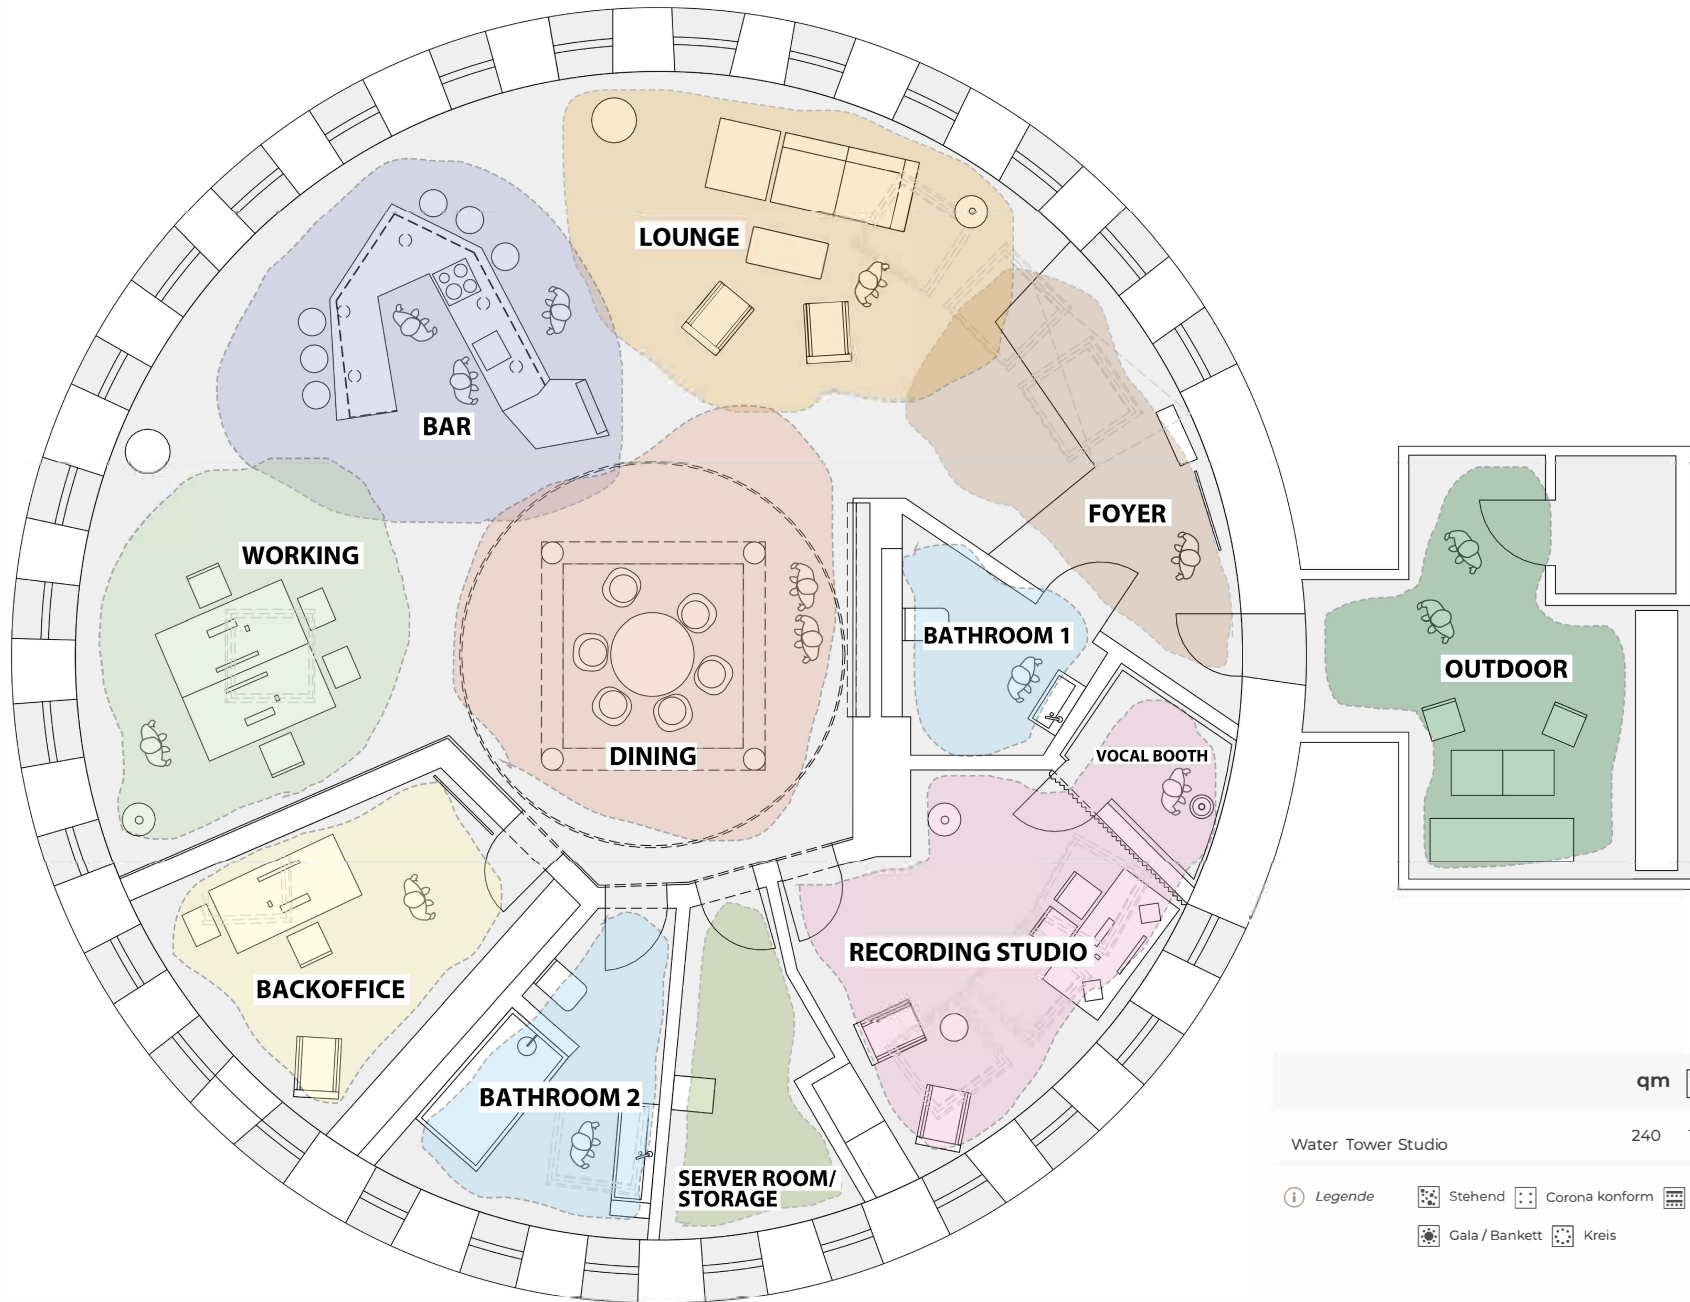 LOUNGE
BAR
FOYER
WORKING
BATHROOM 1
OUTDOOR
DINING
VOCAL BOOTH
RECORDING STUDIO
BACKOFFICE
BATHROOM 2
SERVER ROOM/
STORAGE
qm
Water Tower Studio 240
Legende Stehend Corona konform
Gala / Bankett Kreis